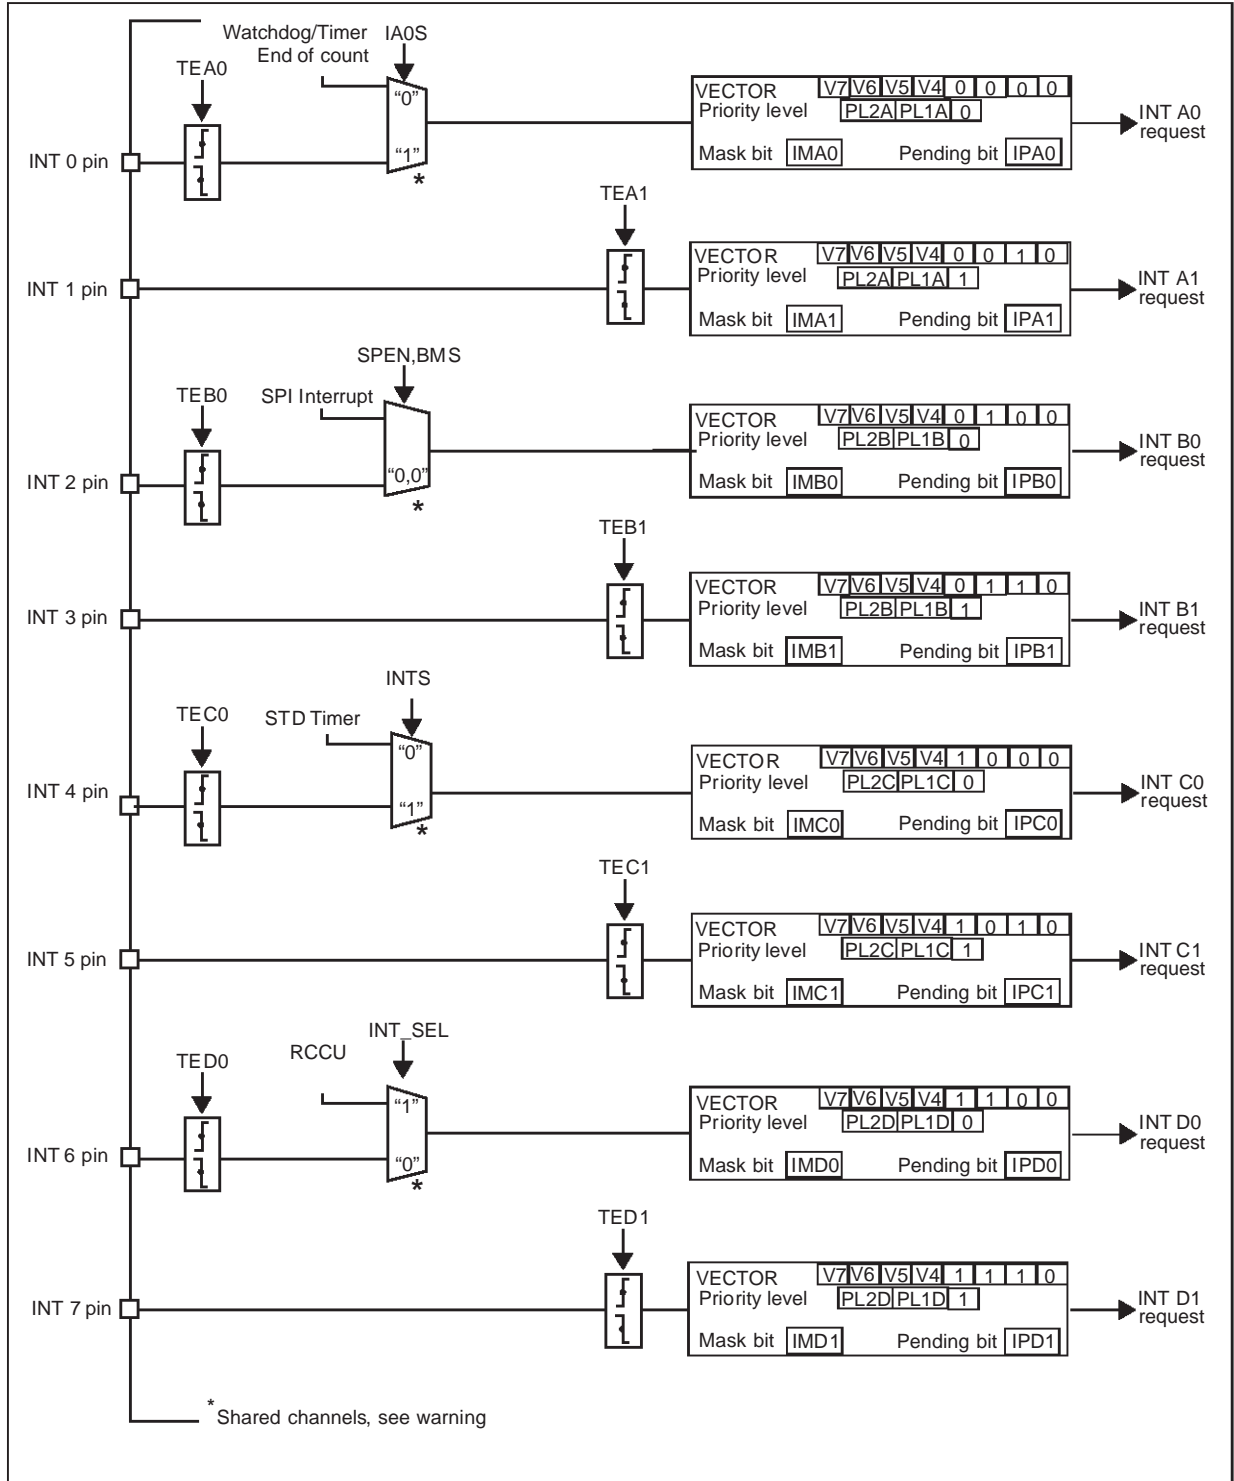 Watchdog/Timer IA0S
End of count
TEA0
"0"
"1"
*
INT 0 pin
VECTOR V7 V6 V5 V4 0 0 0 0
Priority level PL2A PL1A 0
Mask bit IMA0 Pending bit IPA0
INT A0
request
TEA1
INT 1 pin
VECTOR V7 V6 V5 V4 0 0 1 0
Priority level PL2A PL1A 1
Mask bit IMA1 Pending bit IPA1
INT A1
request
SPEN,BMS
TEB0
SPI Interrupt
"0,0"
*
INT 2 pin
VECTOR V7 V6 V5 V4 0 1 0 0
Priority level PL2B PL1B 0
Mask bit IMB0 Pending bit IPB0
INT B0
request
TEB1
INT 3 pin
VECTOR V7 V6 V5 V4 0 1 1 0
Priority level PL2B PL1B 1
Mask bit IMB1 Pending bit IPB1
INT B1
request
INTS
TEC0
STD Timer
"0"
"1"
*
INT 4 pin
VECTOR V7 V6 V5 V4 1 0 0 0
Priority level PL2C PL1C 0
Mask bit IMC0 Pending bit IPC0
INT C0
request
TEC1
INT 5 pin
VECTOR V7 V6 V5 V4 1 0 1 0
Priority level PL2C PL1C 1
Mask bit IMC1 Pending bit IPC1
INT C1
request
INT_SEL
RCCU
TED0
"1"
"0"
*
INT 6 pin
VECTOR V7 V6 V5 V4 1 1 0 0
Priority level PL2D PL1D 0
Mask bit IMD0 Pending bit IPD0
INT D0
request
TED1
INT 7 pin
VECTOR V7 V6 V5 V4 1 1 1 0
Priority level PL2D PL1D 1
Mask bit IMD1 Pending bit IPD1
INT D1
request
* Shared channels, see warning